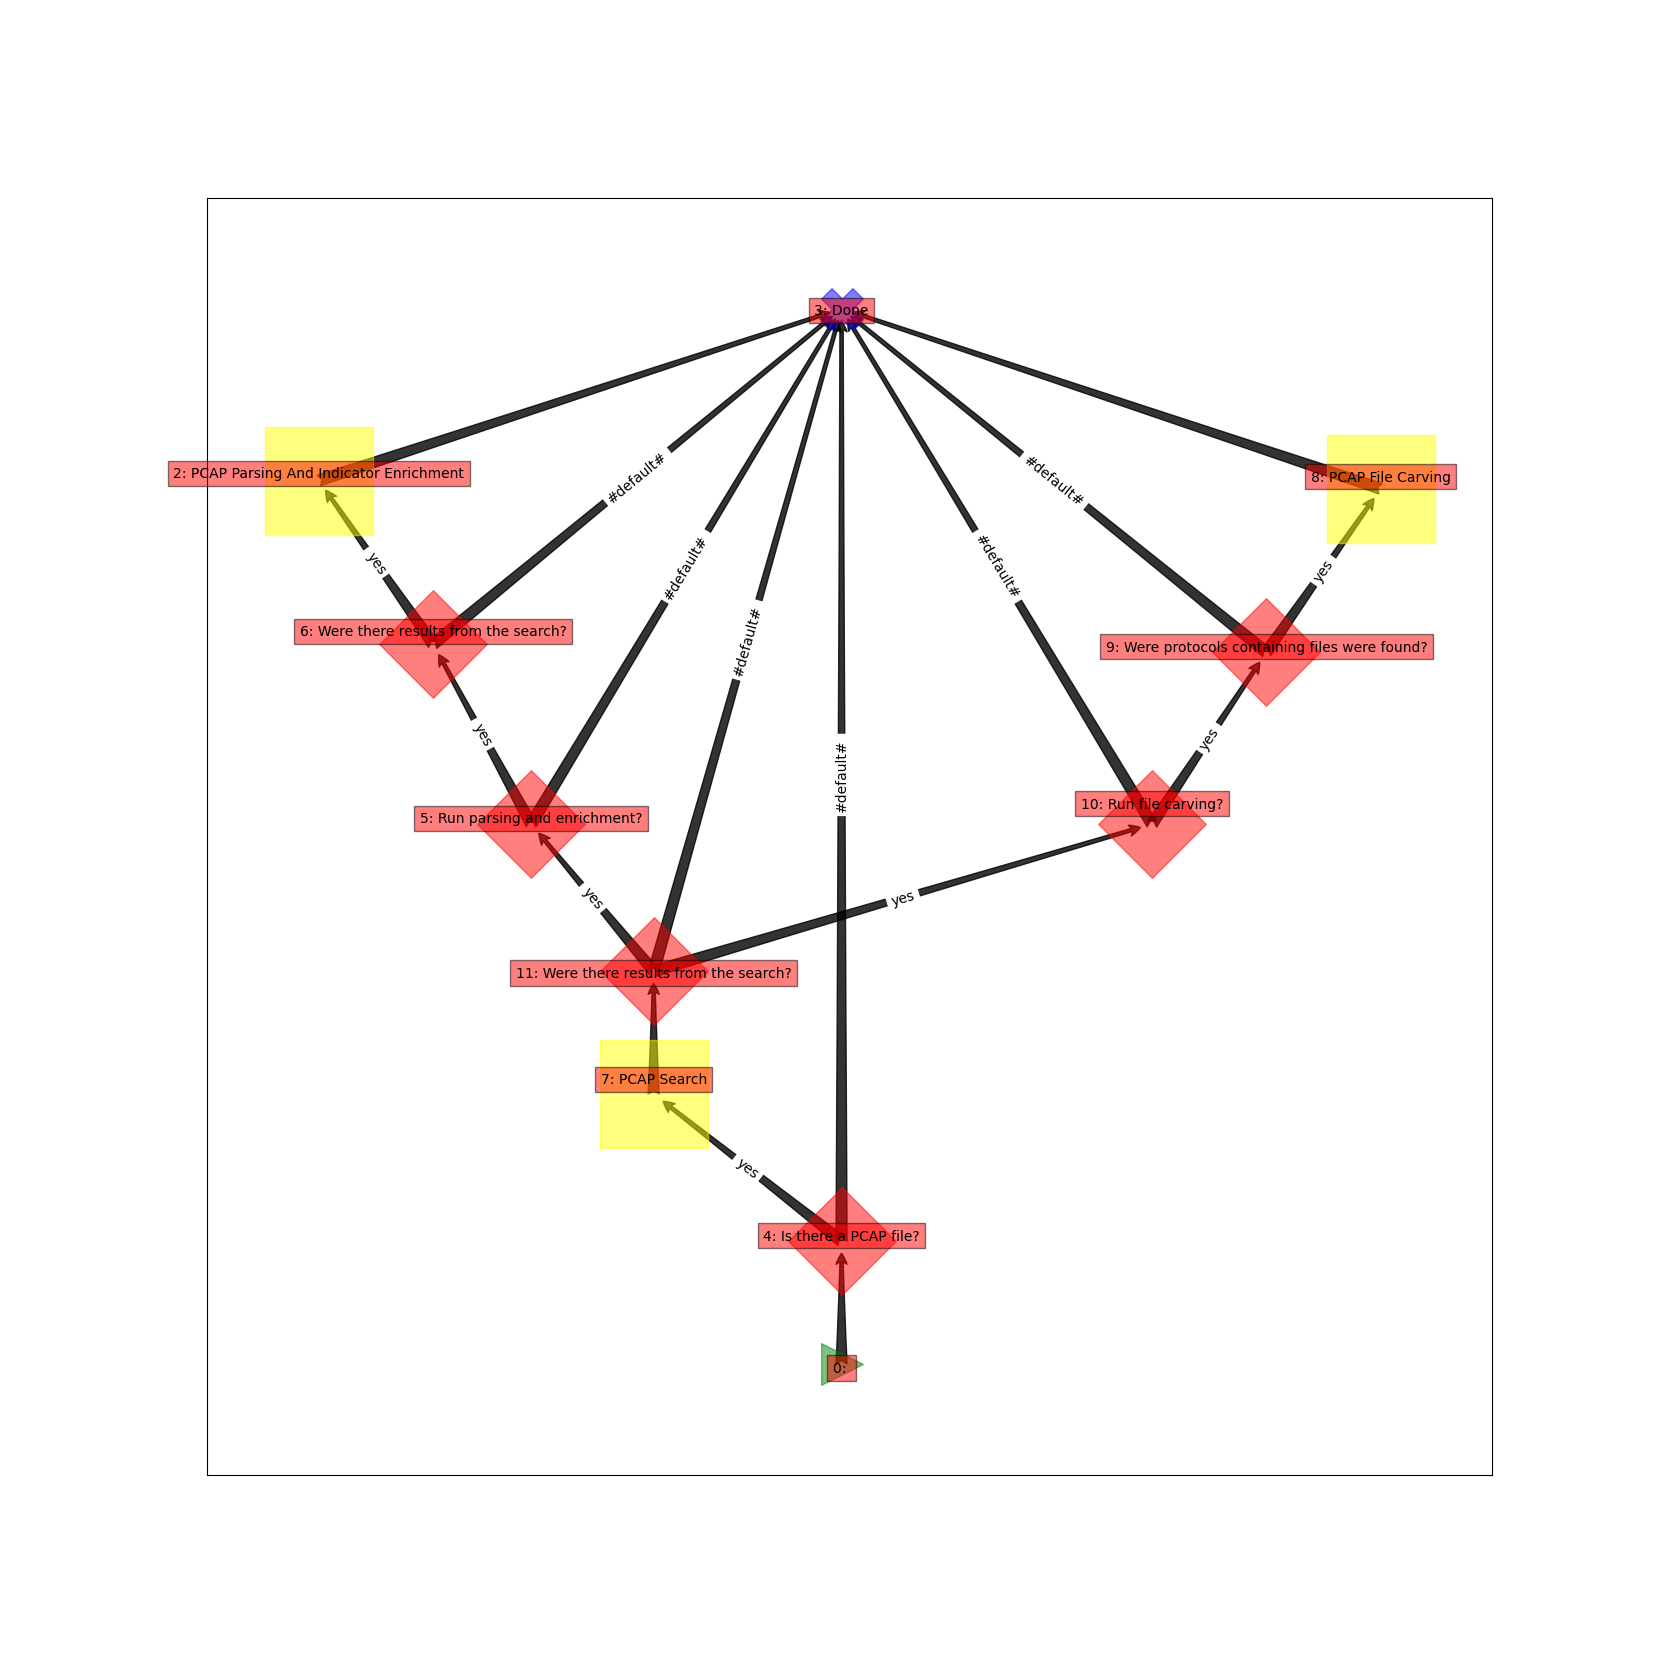 3: Done
2: PCAP Parsing And Indicator Enrichment
8: PCAP File Carving
#default#
#default#
#default#
#default#
#default#
#default#
yes
yes
6: Were there results from the search?
9: Were protocols containing files were found?
yes
yes
5: Run parsing and enrichment?
10: Run file carving?
yes
yes
11: Were there results from the search?
7: PCAP Search
yes
4: Is there a PCAP file?
0: